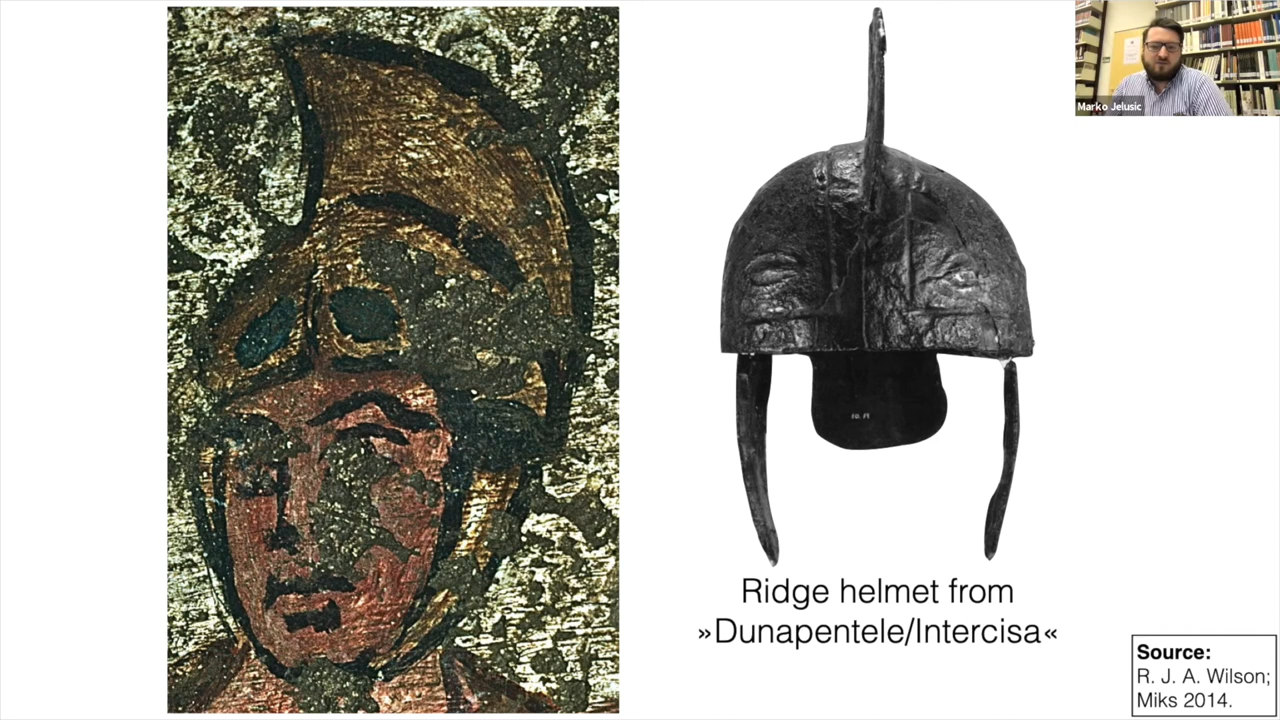 Marko Jelusic
Ridge helmet from
»Dunapentele/Intercisa«
Source:
R. J. A. Wilson;
Miks 2014.